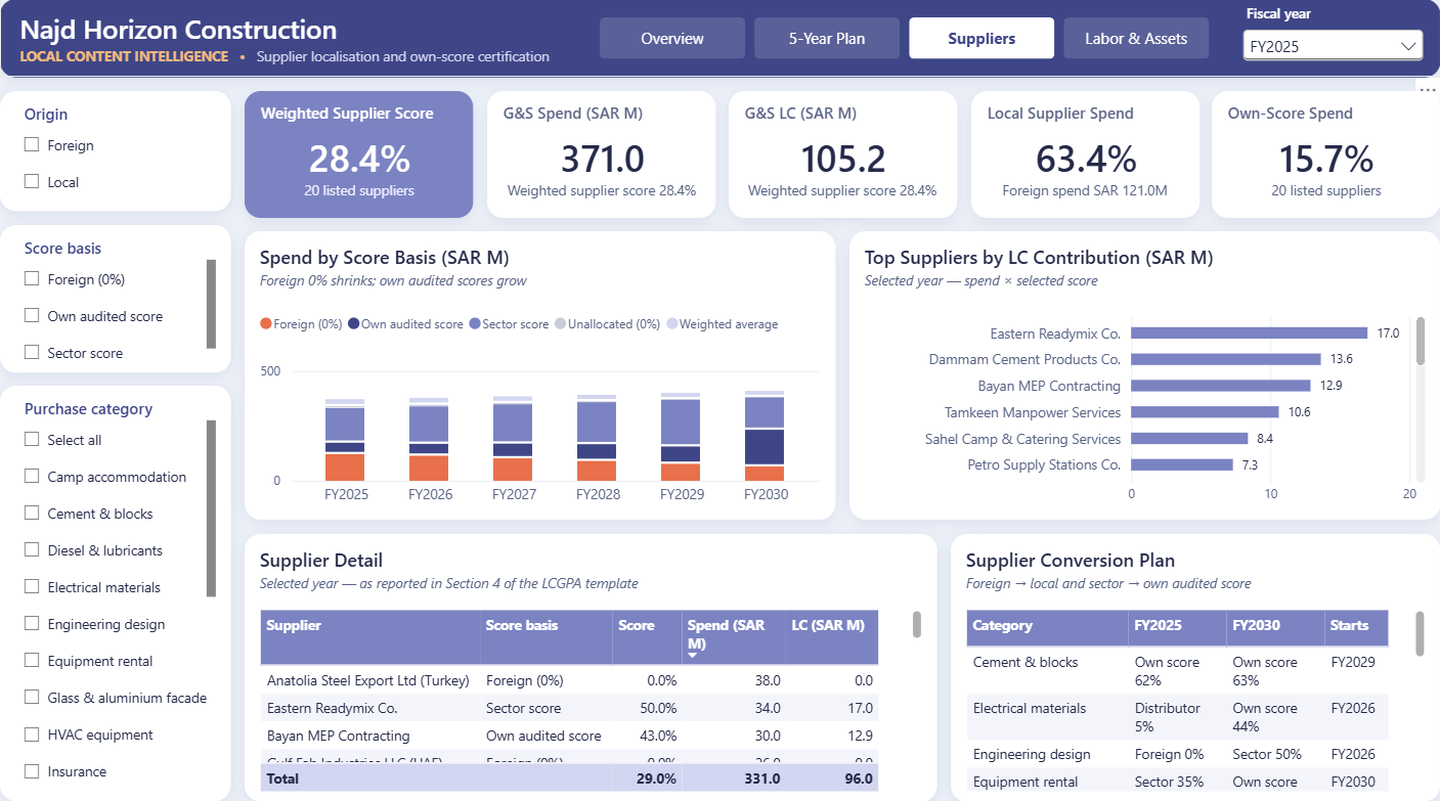 Najd Horizon Construction
LOCAL CONTENT INTELLIGENCE • Supplier localisation and own-score certification
Overview
5-Year Plan
Suppliers
Labor & Assets
Fiscal year
FY2025
Origin
Foreign
Local
Score basis
Foreign (0%)
Own audited score
Sector score
Purchase category
Select all
Camp accommodation
Cement & blocks
Diesel & lubricants
Electrical materials
Engineering design
Equipment rental
Glass & aluminium facade
HVAC equipment
Insurance
Weighted Supplier Score
28.4%
20 listed suppliers
G&S Spend (SAR M)
371.0
Weighted supplier score 28.4%
G&S LC (SAR M)
105.2
Weighted supplier score 28.4%
Local Supplier Spend
63.4%
Foreign spend SAR 121.0M
Own-Score Spend
15.7%
20 listed suppliers
Spend by Score Basis (SAR M)
Foreign 0% shrinks; own audited scores grow
Foreign (0%) Own audited score Sector score Unallocated (0%) Weighted average
500
0
FY2025 FY2026 FY2027 FY2028 FY2029 FY2030
Top Suppliers by LC Contribution (SAR M)
Selected year — spend × selected score
Eastern Readymix Co. 17.0
Dammam Cement Products Co. 13.6
Bayan MEP Contracting 12.9
Tamkeen Manpower Services 10.6
Sahel Camp & Catering Services 8.4
Petro Supply Stations Co. 7.3
0 10 20
Supplier Detail
Selected year — as reported in Section 4 of the LCGPA template
Supplier Score basis Score Spend (SAR M) LC (SAR M)
Anatolia Steel Export Ltd (Turkey) Foreign (0%) 0.0% 38.0 0.0
Eastern Readymix Co. Sector score 50.0% 34.0 17.0
Bayan MEP Contracting Own audited score 43.0% 30.0 12.9
Total 29.0% 331.0 96.0
Supplier Conversion Plan
Foreign → local and sector → own audited score
Category FY2025 FY2030 Starts
Cement & blocks Own score 62% Own score 63% FY2029
Electrical materials Distributor 5% Own score 44% FY2026
Engineering design Foreign 0% Sector 50% FY2026
Equipment rental Sector 35% Own score FY2030